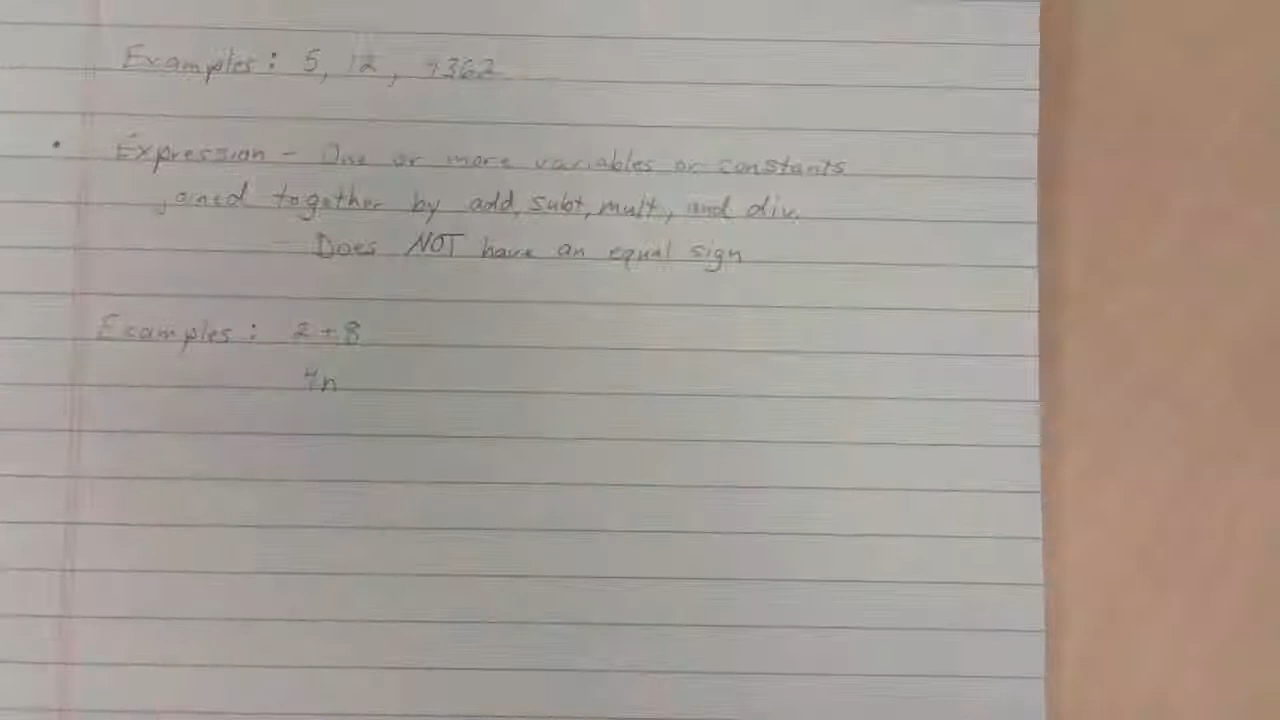 Examples: 5, 12, 9362
• Expression - One or more variables or constants
joined together by add, subt, mult, and div.
Does NOT have an equal sign
Examples: 2+8
4n